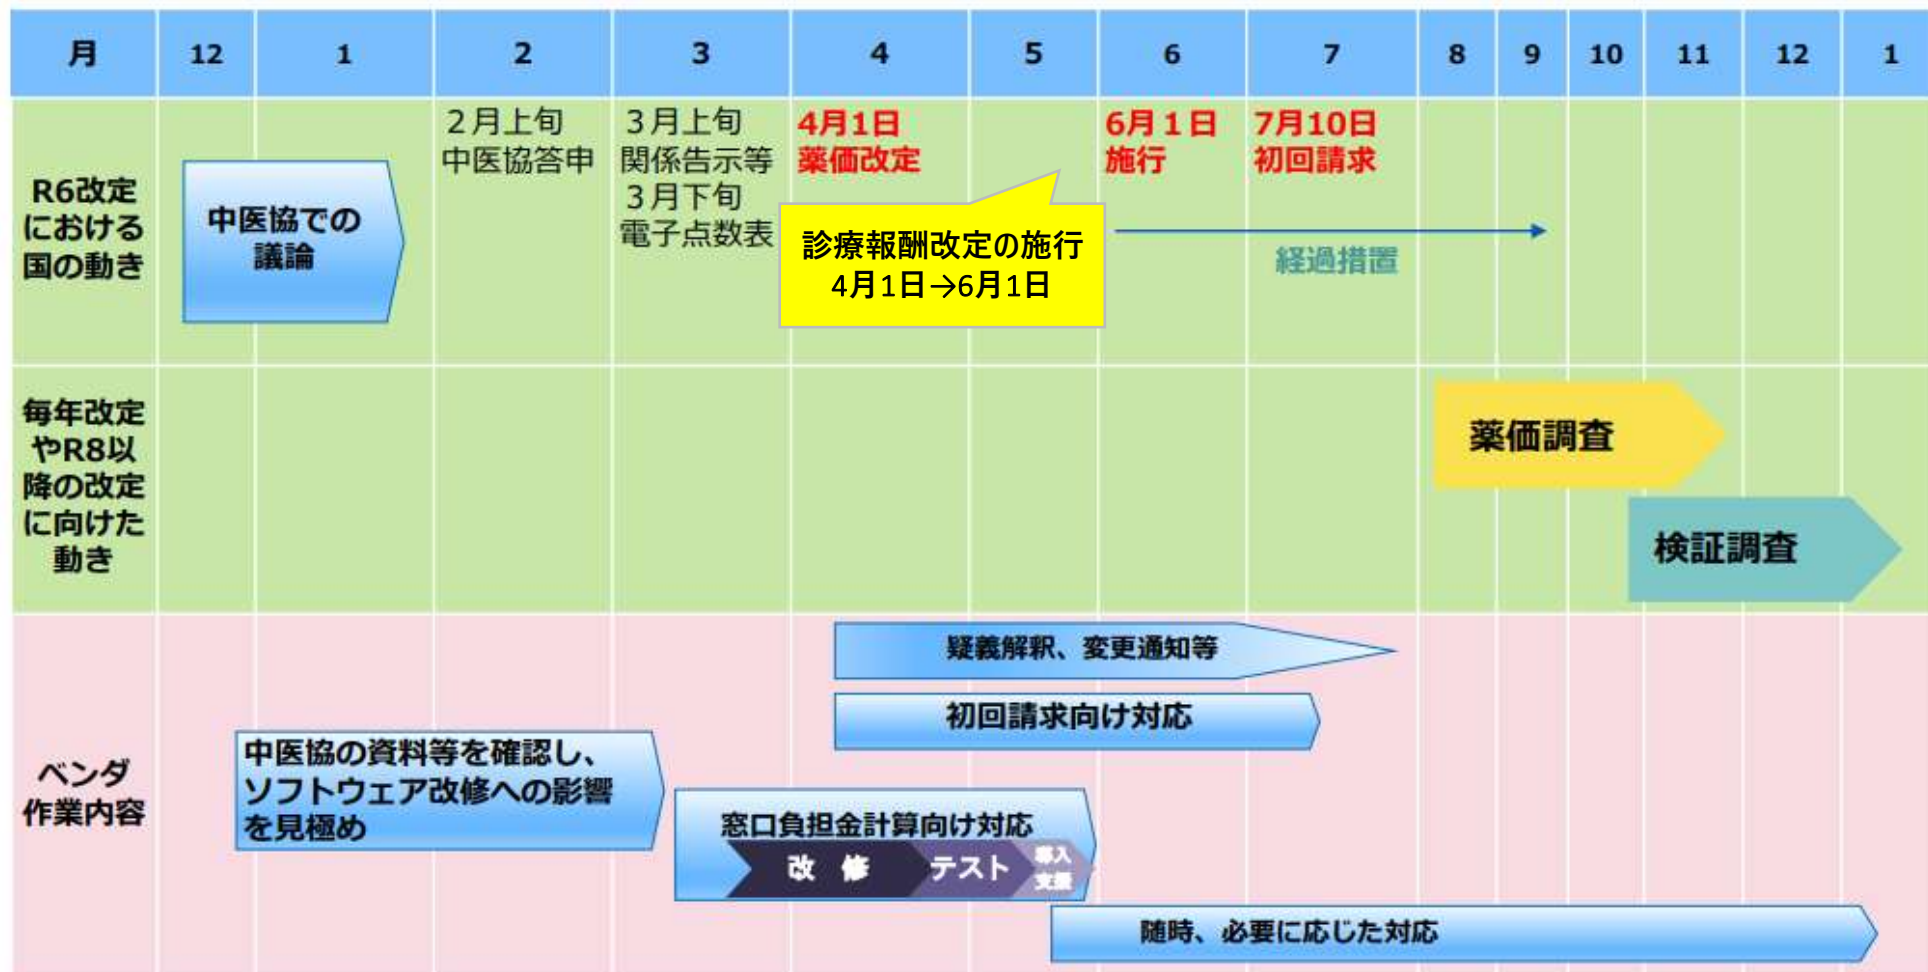 月 12 1 2 3 4 5 6 7 8 9 10 11 12 1
R6改定
における
国の動き
中医協での
議論
２月上旬
中医協答申
３月上旬
関係告示等
３月下旬
電子点数表
4月1日
薬価改定
診療報酬改定の施行
4月1日→6月1日
6月１日
施行
7月10日
初回請求
経過措置
毎年改定
やR8以
降の改定
に向けた
動き
薬価調査
検証調査
ベンダ
作業内容
疑義解釈、変更通知等
初回請求向け対応
中医協の資料等を確認し、
ソフトウェア改修への影響
を見極め
窓口負担金計算向け対応
改 修
テスト
導入
支援
随時、必要に応じた対応